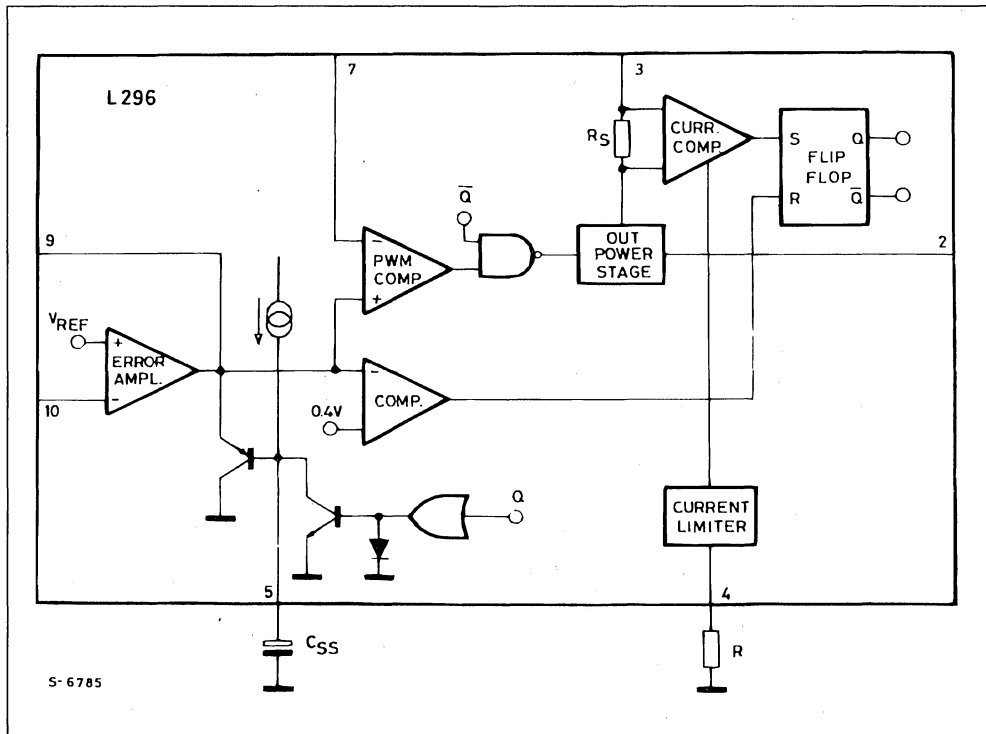 7
3
L296
RS
CURR.
COMP.
S
Q
FLIP
FLOP
R
Q̅
Q̅
9
PWM
COMP
OUT
POWER
STAGE
2
−
+
VREF
+
ERROR
AMPL.
−
10
−
COMP.
0.4V
Q
CURRENT
LIMITER
5
4
CSS
R
S-6785